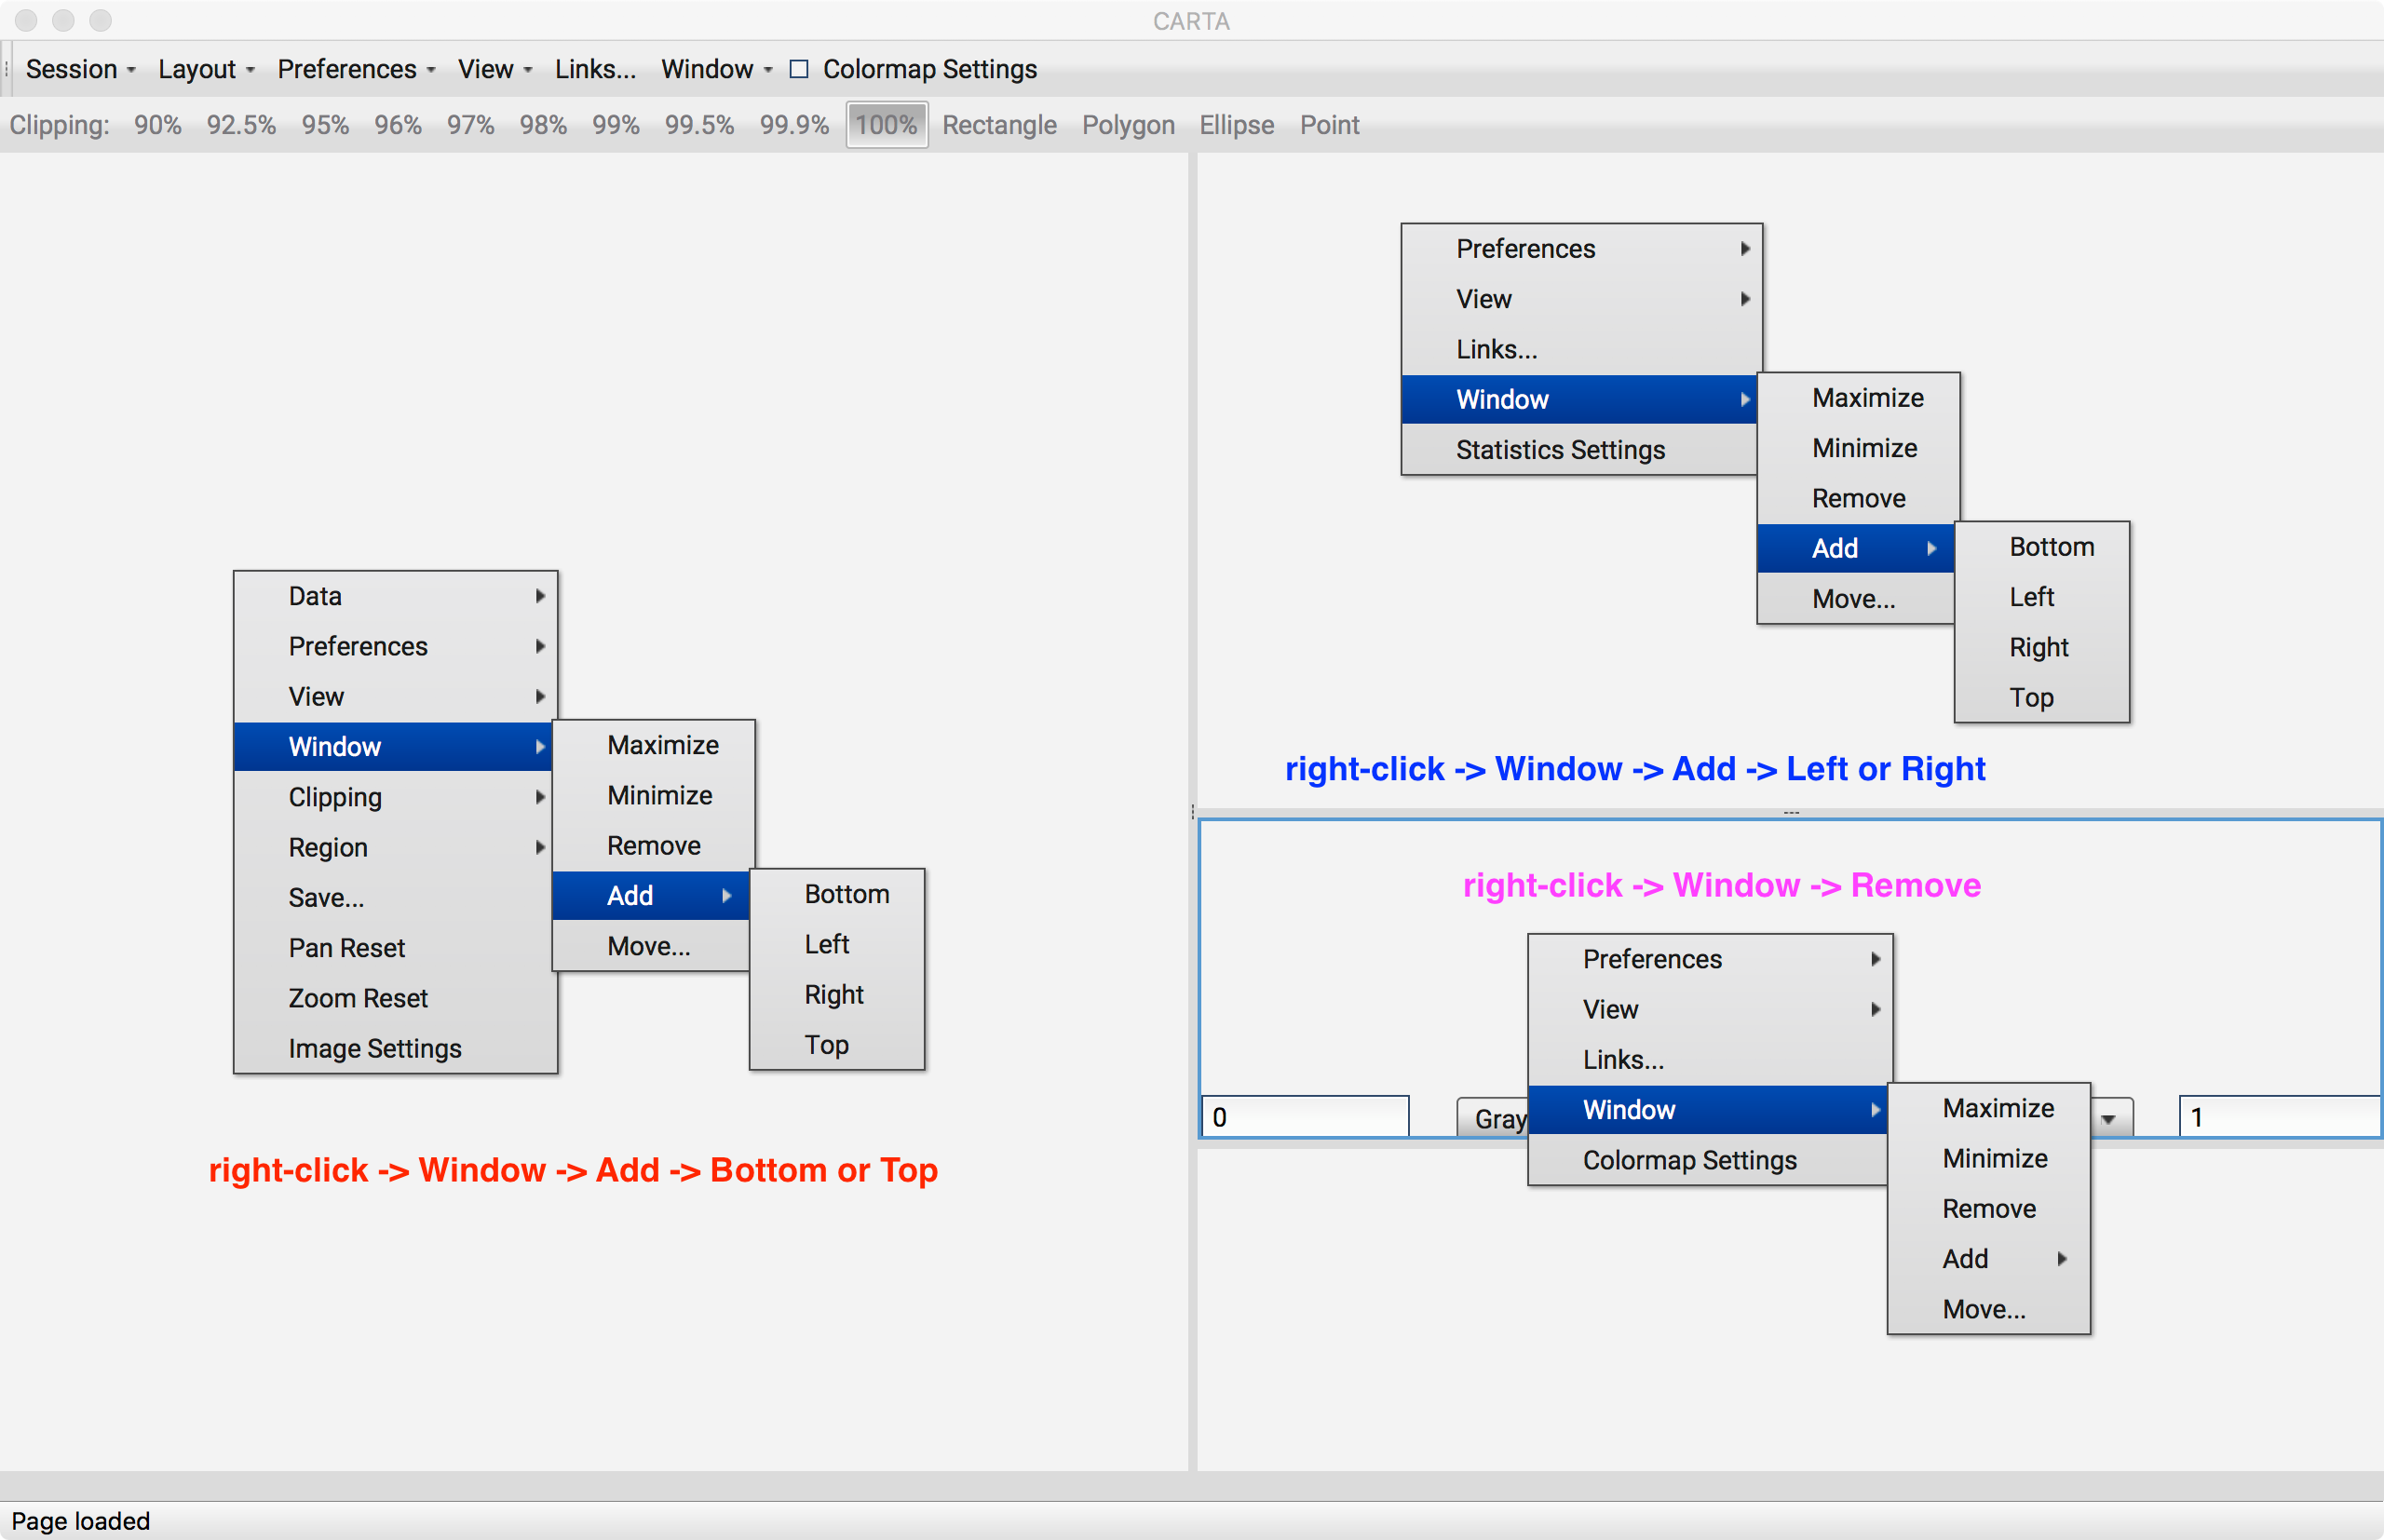 CARTA
Session Layout Preferences View Links... Window Colormap Settings
Clipping: 90% 92.5% 95% 96% 97% 98% 99% 99.5% 99.9% 100% Rectangle Polygon Ellipse Point
Data
Preferences
View
Window
Clipping
Region
Save...
Pan Reset
Zoom Reset
Image Settings
Maximize
Minimize
Remove
Add
Move...
Bottom
Left
Right
Top
right-click -> Window -> Add -> Bottom or Top
Preferences
View
Links...
Window
Statistics Settings
Maximize
Minimize
Remove
Add
Move...
Bottom
Left
Right
Top
right-click -> Window -> Add -> Left or Right
right-click -> Window -> Remove
0
Gray
1
Preferences
View
Links...
Window
Colormap Settings
Maximize
Minimize
Remove
Add
Move...
Page loaded